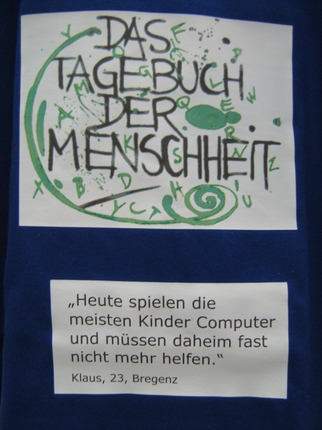 DAS
TAGEBUCH
DER
MENSCHHEIT
„Heute spielen die
meisten Kinder Computer
und müssen daheim fast
nicht mehr helfen.“
Klaus, 23, Bregenz